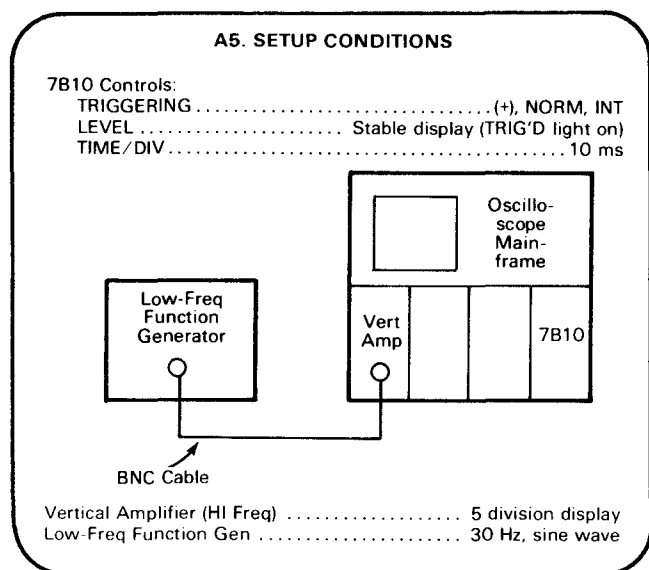 A5. SETUP CONDITIONS
7B10 Controls:
TRIGGERING ................................ (+), NORM, INT
LEVEL ...................... Stable display (TRIG'D light on)
TIME/DIV .......................................... 10 ms
Oscillo-
scope
Main-
frame
Low-Freq
Function
Generator
Vert
Amp
7B10
BNC Cable
Vertical Amplifier (HI Freq) .................... 5 division display
Low-Freq Function Gen ....................... 30 Hz, sine wave